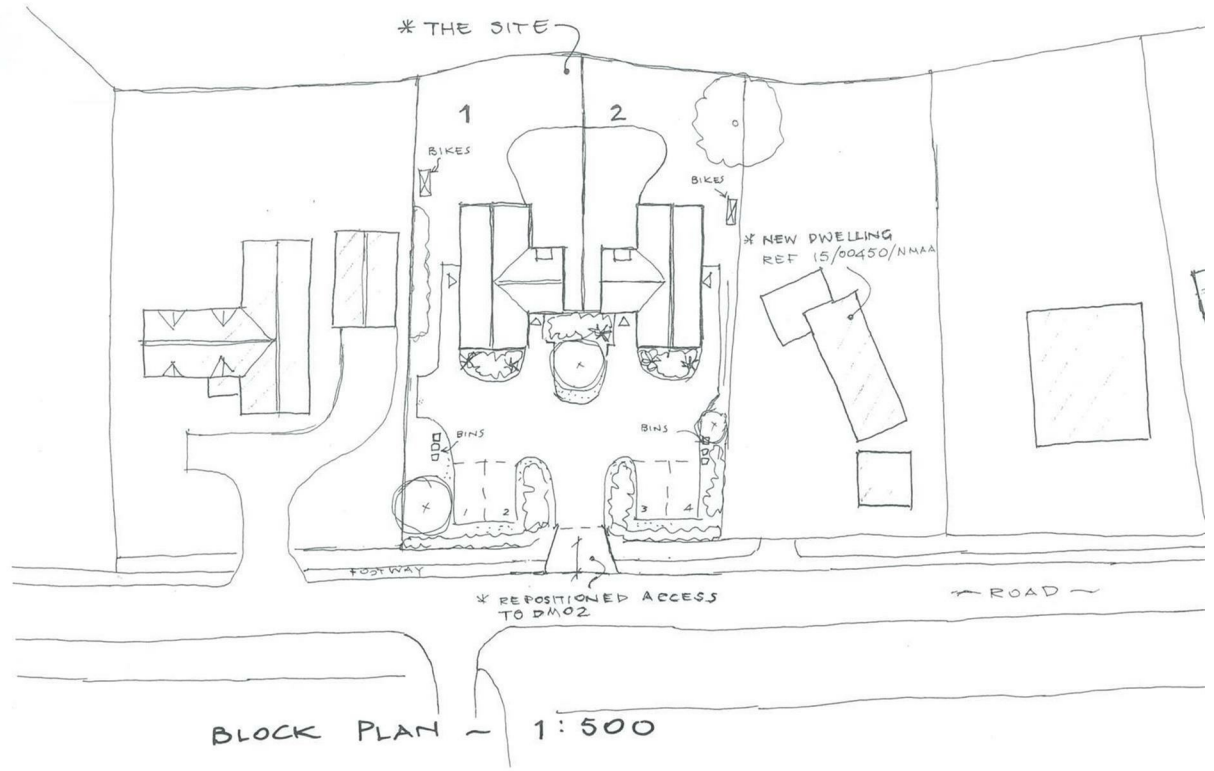 * THE SITE
1
2
BIKES
BIKES
* NEW DWELLING
REF 15/00450/NMAA
BINS
BINS
1 2
3 4
FOOTWAY
* REPOSITIONED ACCESS
TO DM02
~ ROAD ~
BLOCK PLAN ~ 1:500